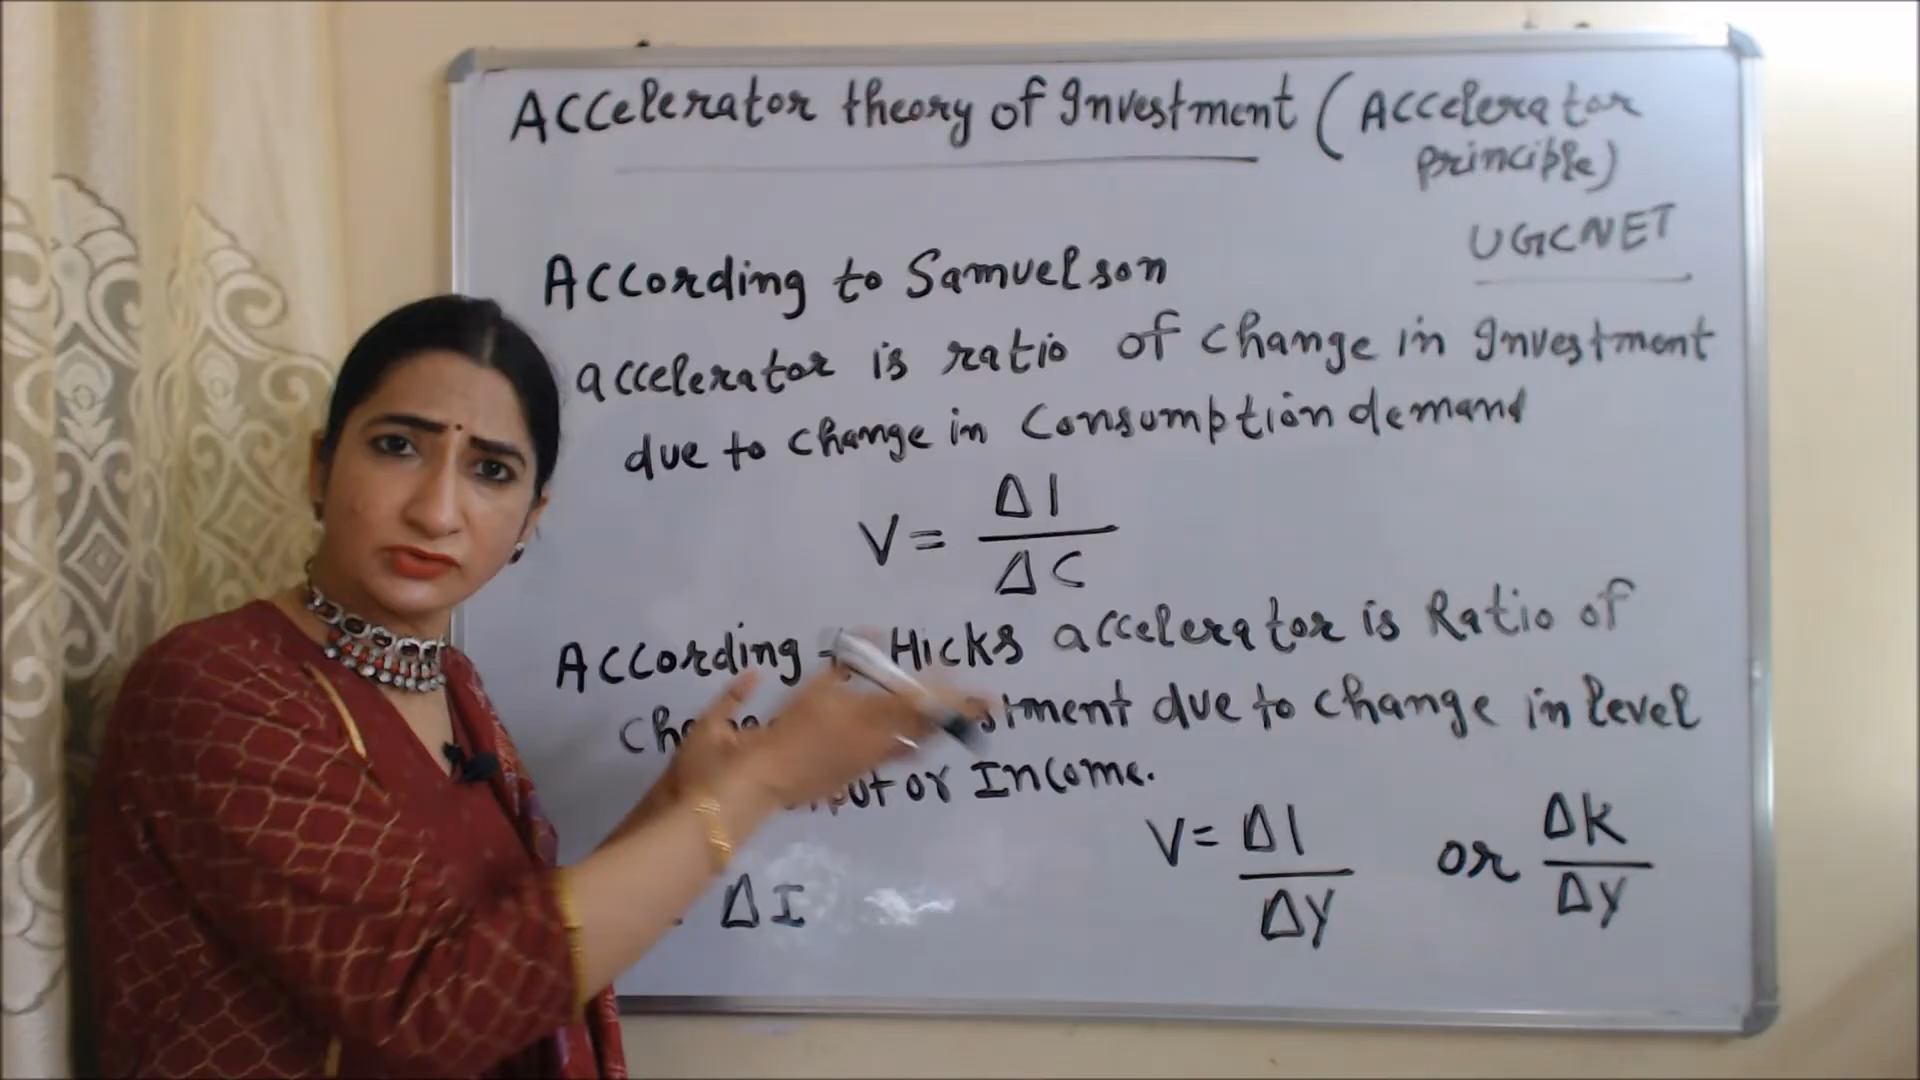 Accelerator theory of Investment (Accelerator
principle)
UGCNET
According to Samuelson
accelerator is ratio of change in Investment
due to change in Consumption demand
V = ΔI
ΔC
According Hicks accelerator is Ratio of
due to change in level
or Income.
V = ΔI or ΔK
ΔY ΔY
ΔI